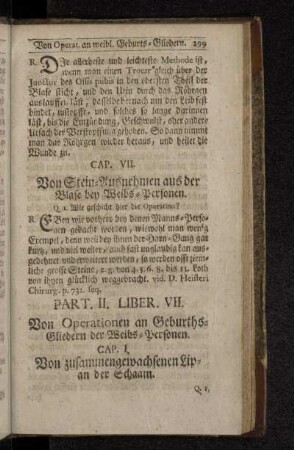 Von Operat. an weibl. Geburts-Gliedern. 299
R. Die allerbeste und leichteste Methode ist,
wenn man einen Trocar gleich über der
Junctur des Ossis pubis in den obersten Theil der
Blase sticht, und den Urin durch das Röhrgen
auslauffen läst, dasselbe hernach um den Leib fest
bindet, zustopfft, und solches so lange darinnen
läst, bis die Entzündung, Geschwulst, oder andere
Ursach der Verstopffung gehoben. So dann nimmt
man das Röhrgen wieder heraus, und heilet die
Wunde zu.
CAP. VII.
Von Stein-Ausnehmen aus der
Blase bey Weibs-Personen.
Q. 1. Wie geschicht hier die Operation?
R. Eben wie vorhero bey denen Manns-Perso-
nen gedacht worden, wiewohl man wenig
Exempel, denn weil bey ihnen der Harn-Gang gar
kurtz, und viel weiter, auch fast unglaublich kan aus-
gedehnet und erweitert werden, so werden offt ziem-
liche grosse Steine, z. g. von 4. 5. 6. 8. bis 12. Loth
von ihnen glücklich weggebracht. vid. D. Heisteri
Chirurg. p. 731. seq.
PART. II. LIBER. VII.
Von Operationen an Geburths-
Gliedern der Weibs-Personen.
CAP. I.
Von zusammengewachsenen Lip-
en der Schaam.
Q. 1.